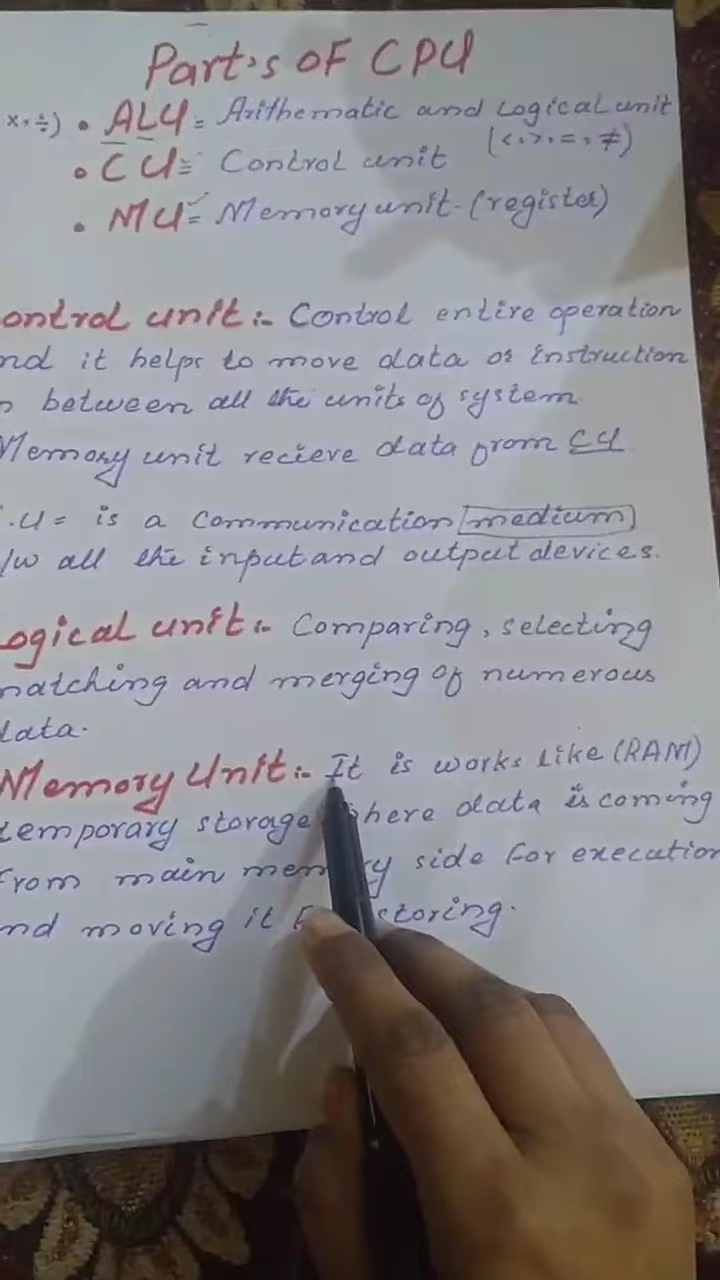 Part's OF CPU
x, ÷) • ALU = Arithematic and Logical unit
(<, >, =, ≠)
• CU = Control unit
• MU = Memory unit - (register)
ontrol unit :- Control entire operation
nd it helps to move data or instruction
n between all the units of system
Memory unit recieve data from CU
.U = is a communication medium
/w all the input and output devices.
ogical unit :- Comparing, selecting
matching and merging of numerous
data.
Memory Unit :- It is works like (RAM)
temporary storage where data is coming
From main memory side for execution
nd moving it storing.